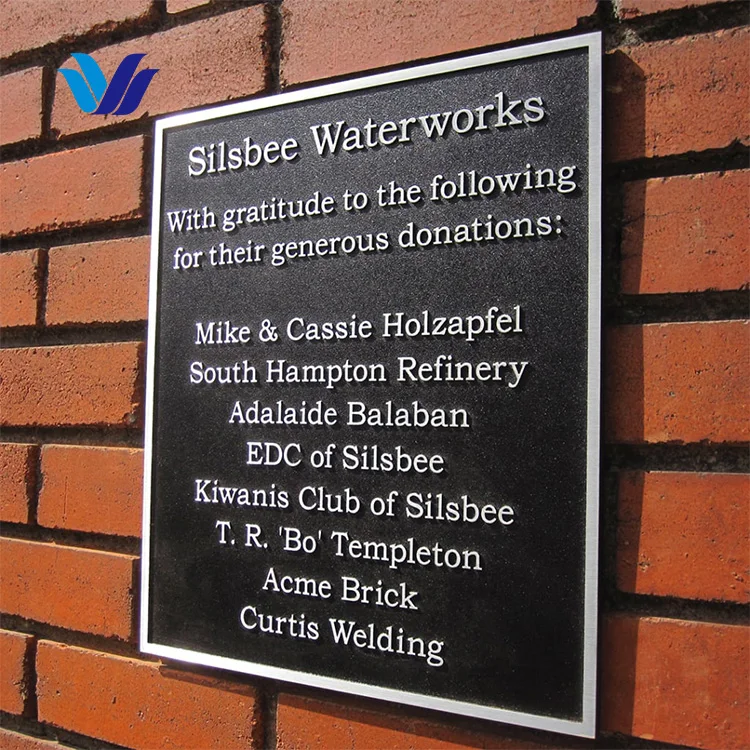 Silsbee Waterworks
With gratitude to the following
for their generous donations:
Mike & Cassie Holzapfel
South Hampton Refinery
Adalaide Balaban
EDC of Silsbee
Kiwanis Club of Silsbee
T. R. 'Bo' Templeton
Acme Brick
Curtis Welding